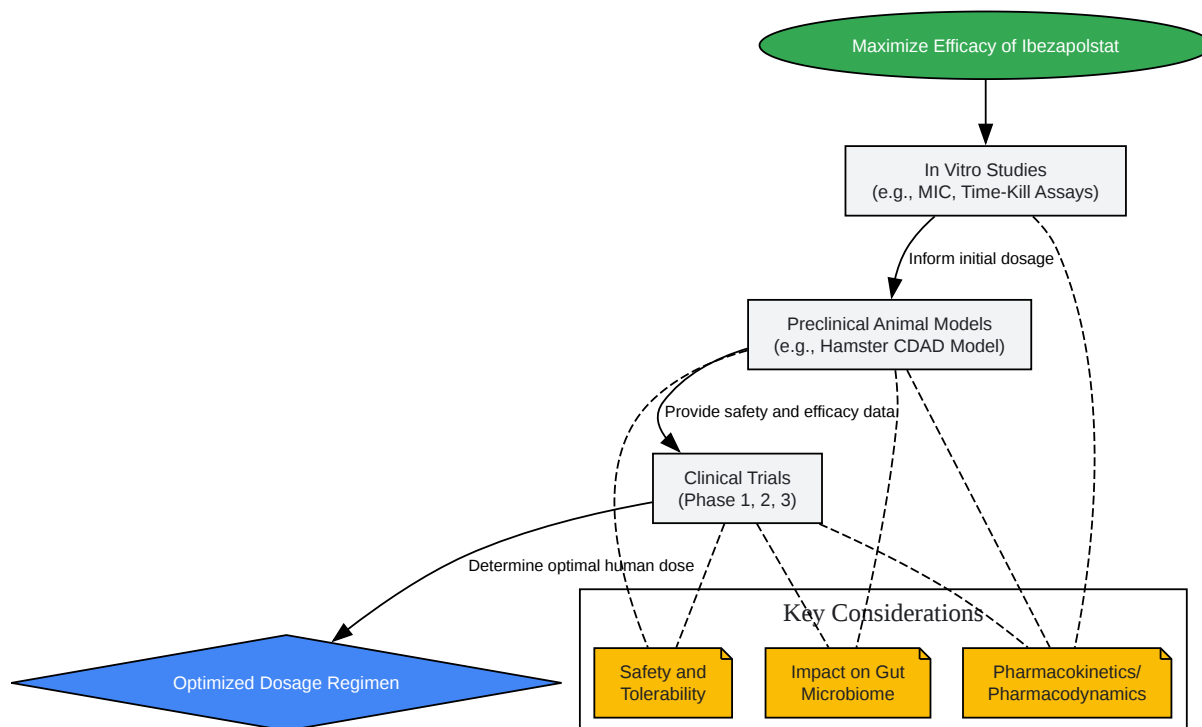 Maximize Efficacy of Ibezapolstat
In Vitro Studies
(e.g., MIC, Time-Kill Assays)
Inform initial dosage
Preclinical Animal Models
(e.g., Hamster CDAD Model)
Provide safety and efficacy data
Clinical Trials
(Phase 1, 2, 3)
Determine optimal human dose
Key Considerations
Optimized Dosage Regimen
Safety and
Tolerability
Impact on Gut
Microbiome
Pharmacokinetics/
Pharmacodynamics